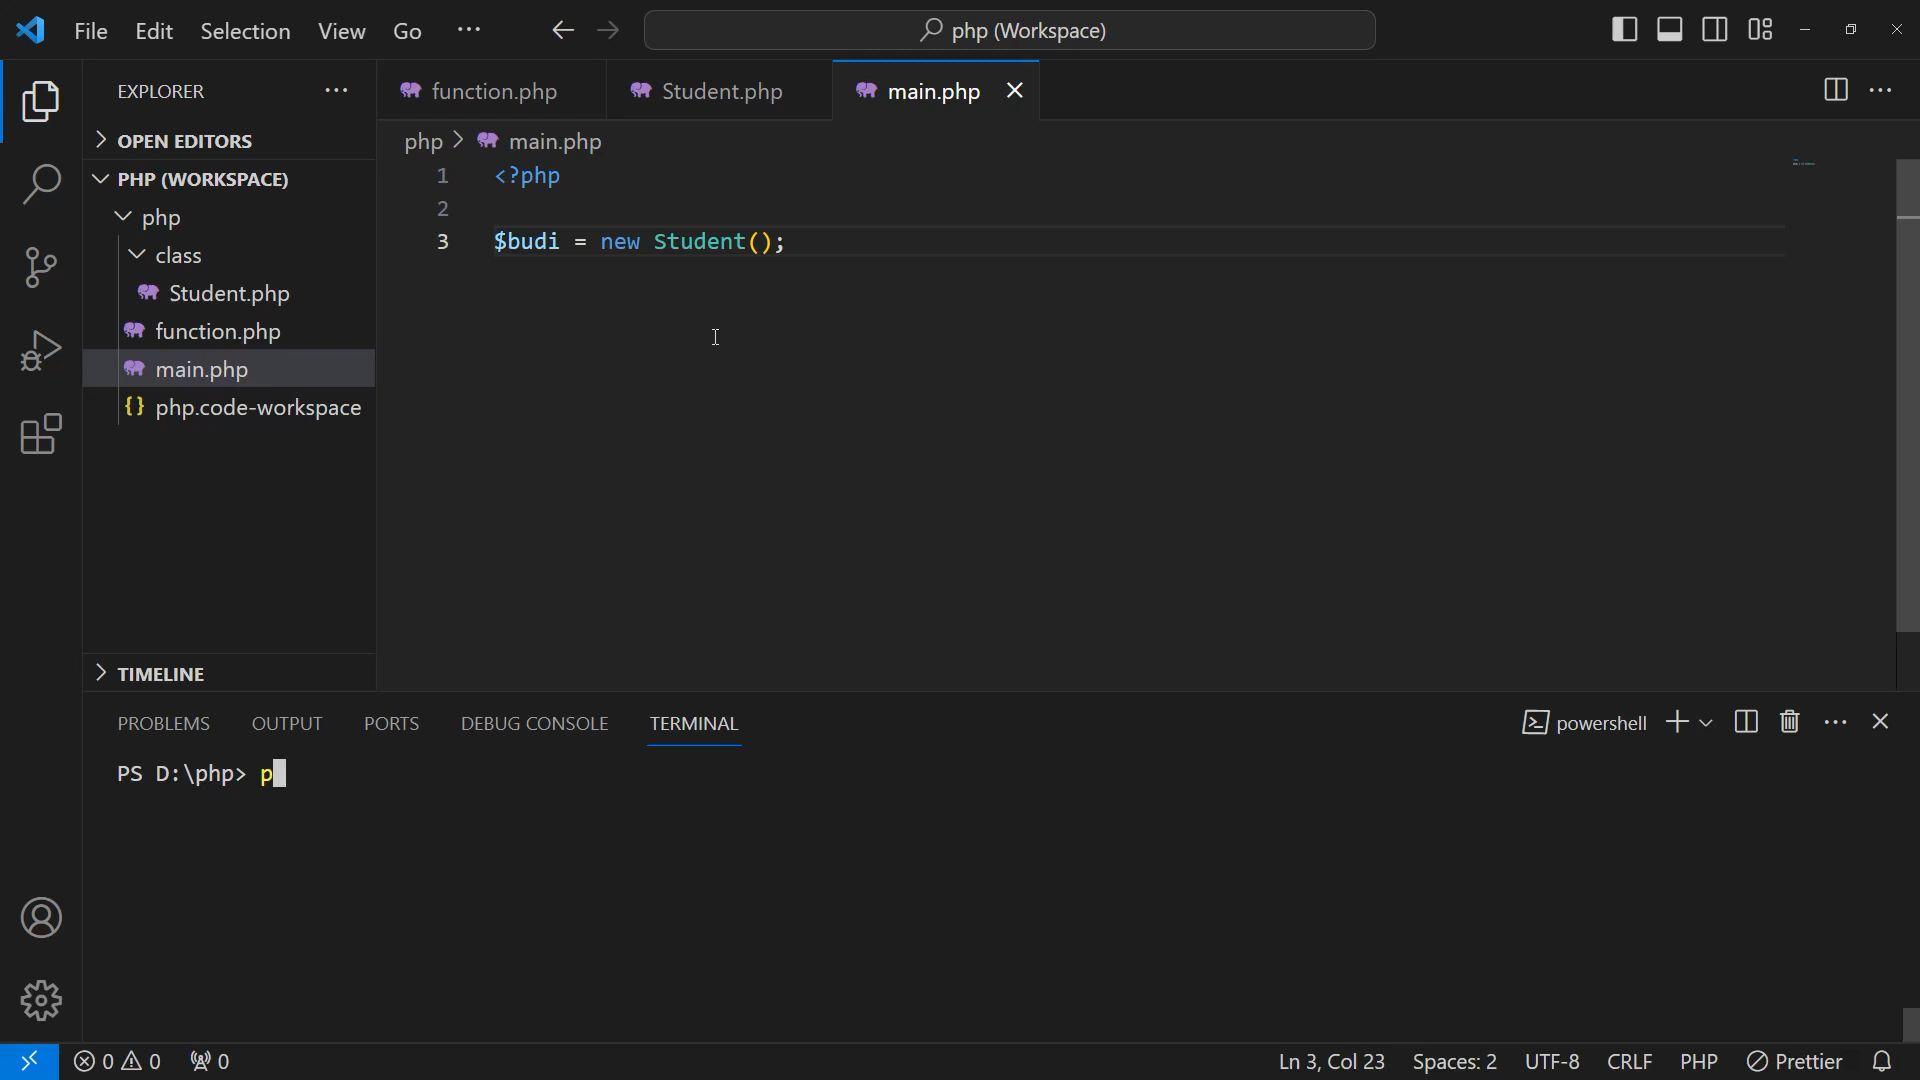 File Edit Selection View Go ··· php (Workspace)
EXPLORER ···
OPEN EDITORS
PHP (WORKSPACE)
php
class
Student.php
function.php
main.php
{} php.code-workspace
TIMELINE
function.php Student.php main.php
php > main.php
1 <?php
2
3 $budi = new Student();
PROBLEMS OUTPUT PORTS DEBUG CONSOLE TERMINAL powershell
PS D:\php> p
0 0 0 Ln 3, Col 23 Spaces: 2 UTF-8 CRLF PHP Prettier